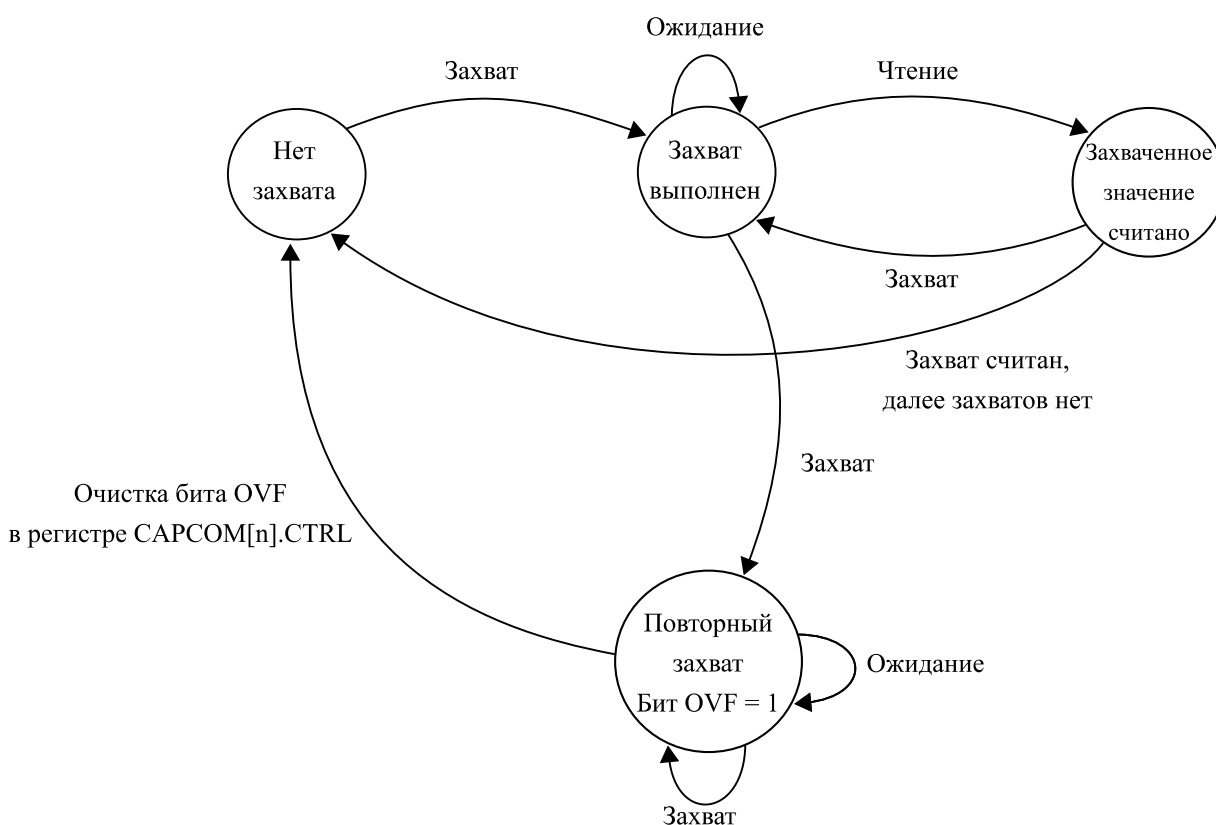 Ожидание
Захват
Чтение
Нет
захвата
Захват
выполнен
Захваченное
значение
считано
Захват
Захват считан,
далее захватов нет
Захват
Очистка бита OVF
в регистре CAPCOM[n].CTRL
Повторный
захват
Бит OVF = 1
Ожидание
Захват